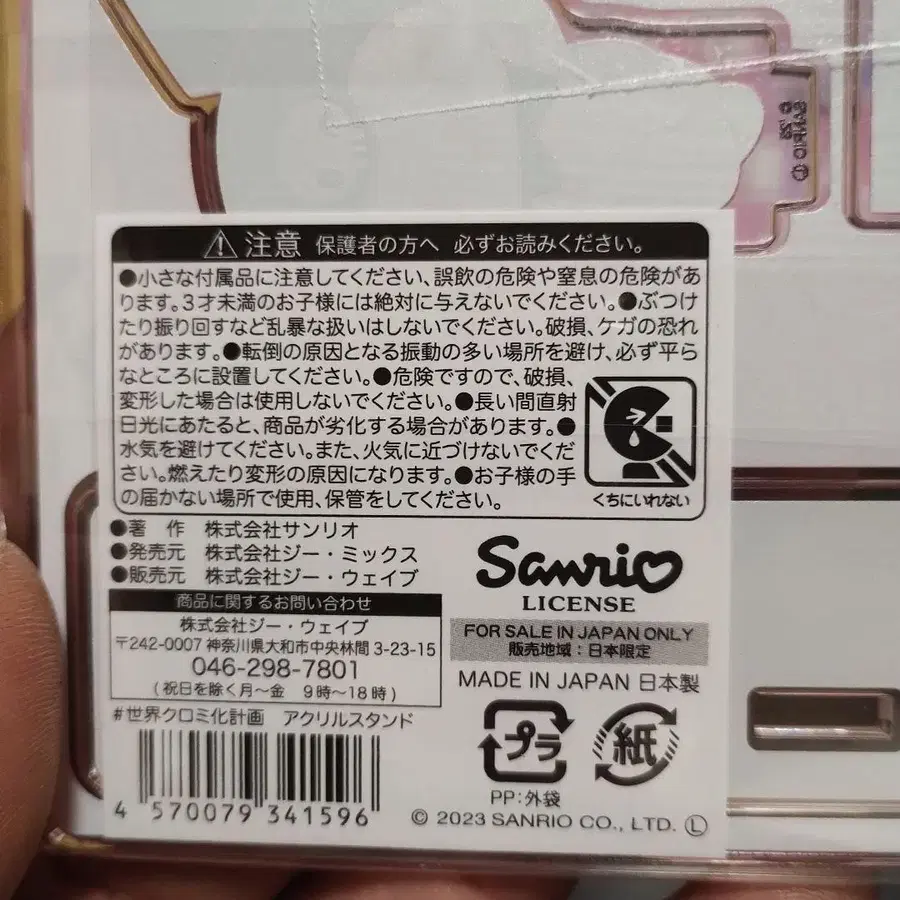 © '23
SANRIO Ⓛ
注意 保護者の方へ 必ずお読みください。
●小さな付属品に注意してください、誤飲の危険や窒息の危険があ
ります。3才未満のお子様には絶対に与えないでください。●ぶつけ
たり振り回すなど乱暴な扱いはしないでください。破損、ケガの恐れ
があります。●転倒の原因となる振動の多い場所を避け、必ず平ら
なところに設置してください。●危険ですので、破損、
変形した場合は使用しないでください。●長い間直射
日光にあたると、商品が劣化する場合があります。●
水気を避けてください。また、火気に近づけないでくださ
い。燃えたり変形の原因になります。●お子様の手
の届かない場所で使用、保管をしてください。
くちにいれない
●著 作 株式会社サンリオ
●発売元 株式会社ジー・ミックス
●販売元 株式会社ジー・ウェイブ
商品に関するお問い合わせ
株式会社ジー・ウェイブ
〒242-0007 神奈川県大和市中央林間 3-23-15
046-298-7801
(祝日を除く月〜金 9時〜18時)
#世界クロミ化計画 アクリルスタンド
4 570079 341596
Sanrio
LICENSE
FOR SALE IN JAPAN ONLY
販売地域:日本限定
MADE IN JAPAN 日本製
プラ
紙
PP:外袋
© 2023 SANRIO CO., LTD. Ⓛ